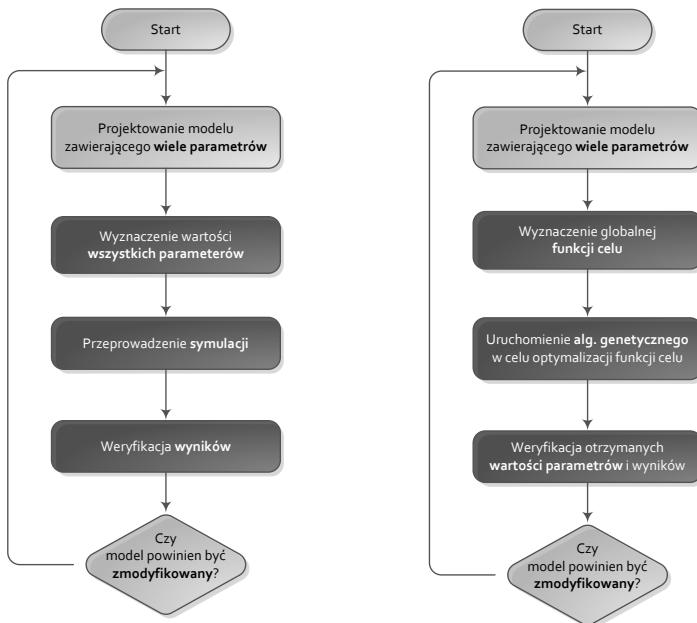 Start
Projektowanie modelu
zawierającego wiele parametrów
Wyznaczenie wartości
wszystkich parameterów
Przeprowadzenie symulacji
Weryfikacja wyników
Czy
model powinien być
zmodyfikowany?
Start
Projektowanie modelu
zawierającego wiele parametrów
Wyznaczenie globalnej
funkcji celu
Uruchomienie alg. genetycznego
w celu optymalizacji funkcji celu
Weryfikacja otrzymanych
wartości parametrów i wyników
Czy
model powinien być
zmodyfikowany?